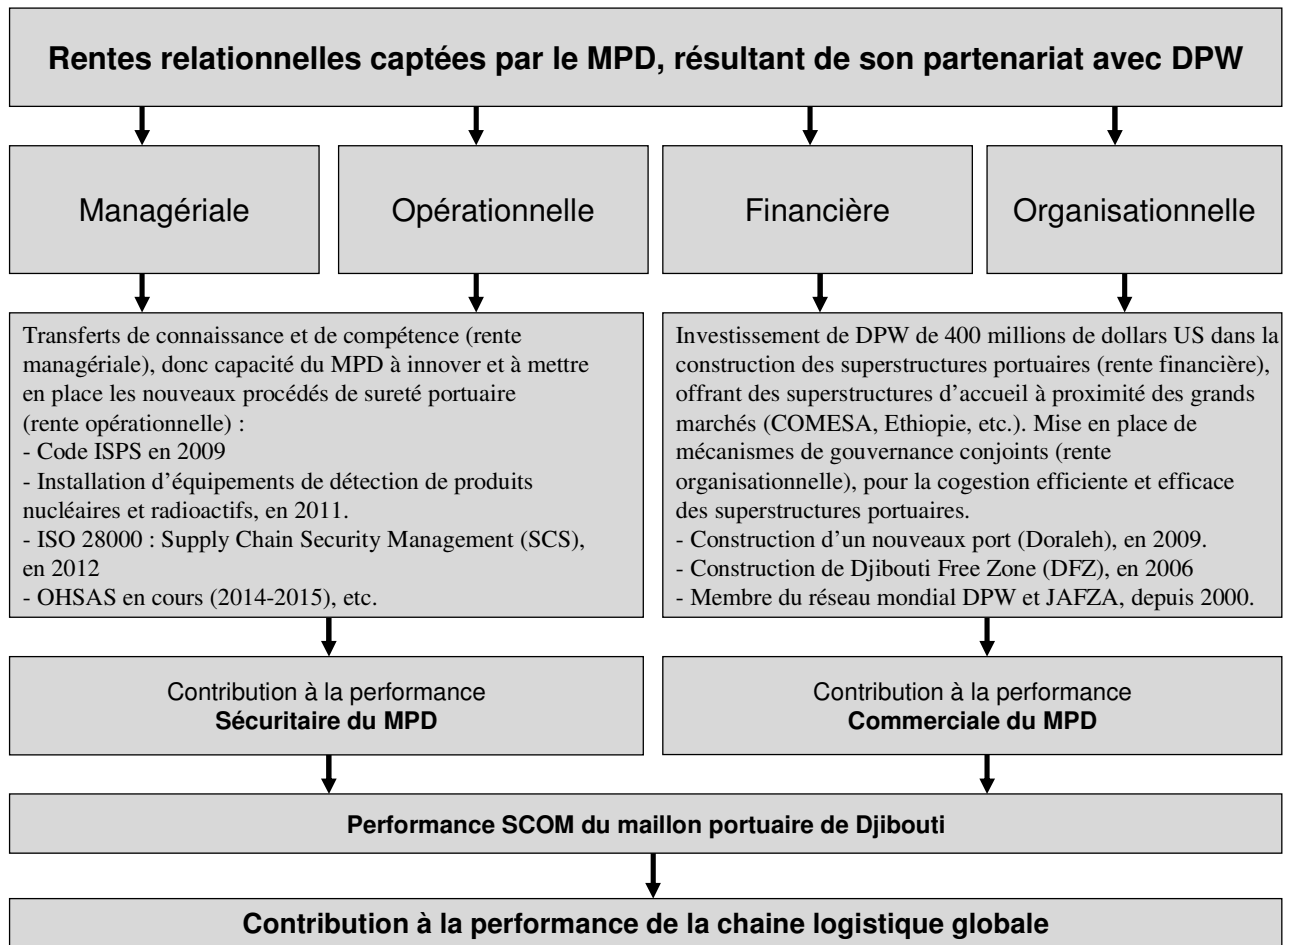 Rentes relationnelles captées par le MPD, résultant de son partenariat avec DPW
Managériale
Opérationnelle
Financière
Organisationnelle
Transferts de connaissance et de compétence (rente
managériale), donc capacité du MPD à innover et à mettre
en place les nouveaux procédés de sureté portuaire
(rente opérationnelle) :
- Code ISPS en 2009
- Installation d’équipements de détection de produits
nucléaires et radioactifs, en 2011.
- ISO 28000 : Supply Chain Security Management (SCS),
en 2012
- OHSAS en cours (2014-2015), etc.
Investissement de DPW de 400 millions de dollars US dans la
construction des superstructures portuaires (rente financière),
offrant des superstructures d’accueil à proximité des grands
marchés (COMESA, Ethiopie, etc.). Mise en place de
mécanismes de gouvernance conjoints (rente
organisationnelle), pour la cogestion efficiente et efficace
des superstructures portuaires.
- Construction d’un nouveaux port (Doraleh), en 2009.
- Construction de Djibouti Free Zone (DFZ), en 2006
- Membre du réseau mondial DPW et JAFZA, depuis 2000.
Contribution à la performance
Sécuritaire du MPD
Contribution à la performance
Commerciale du MPD
Performance SCOM du maillon portuaire de Djibouti
Contribution à la performance de la chaine logistique globale